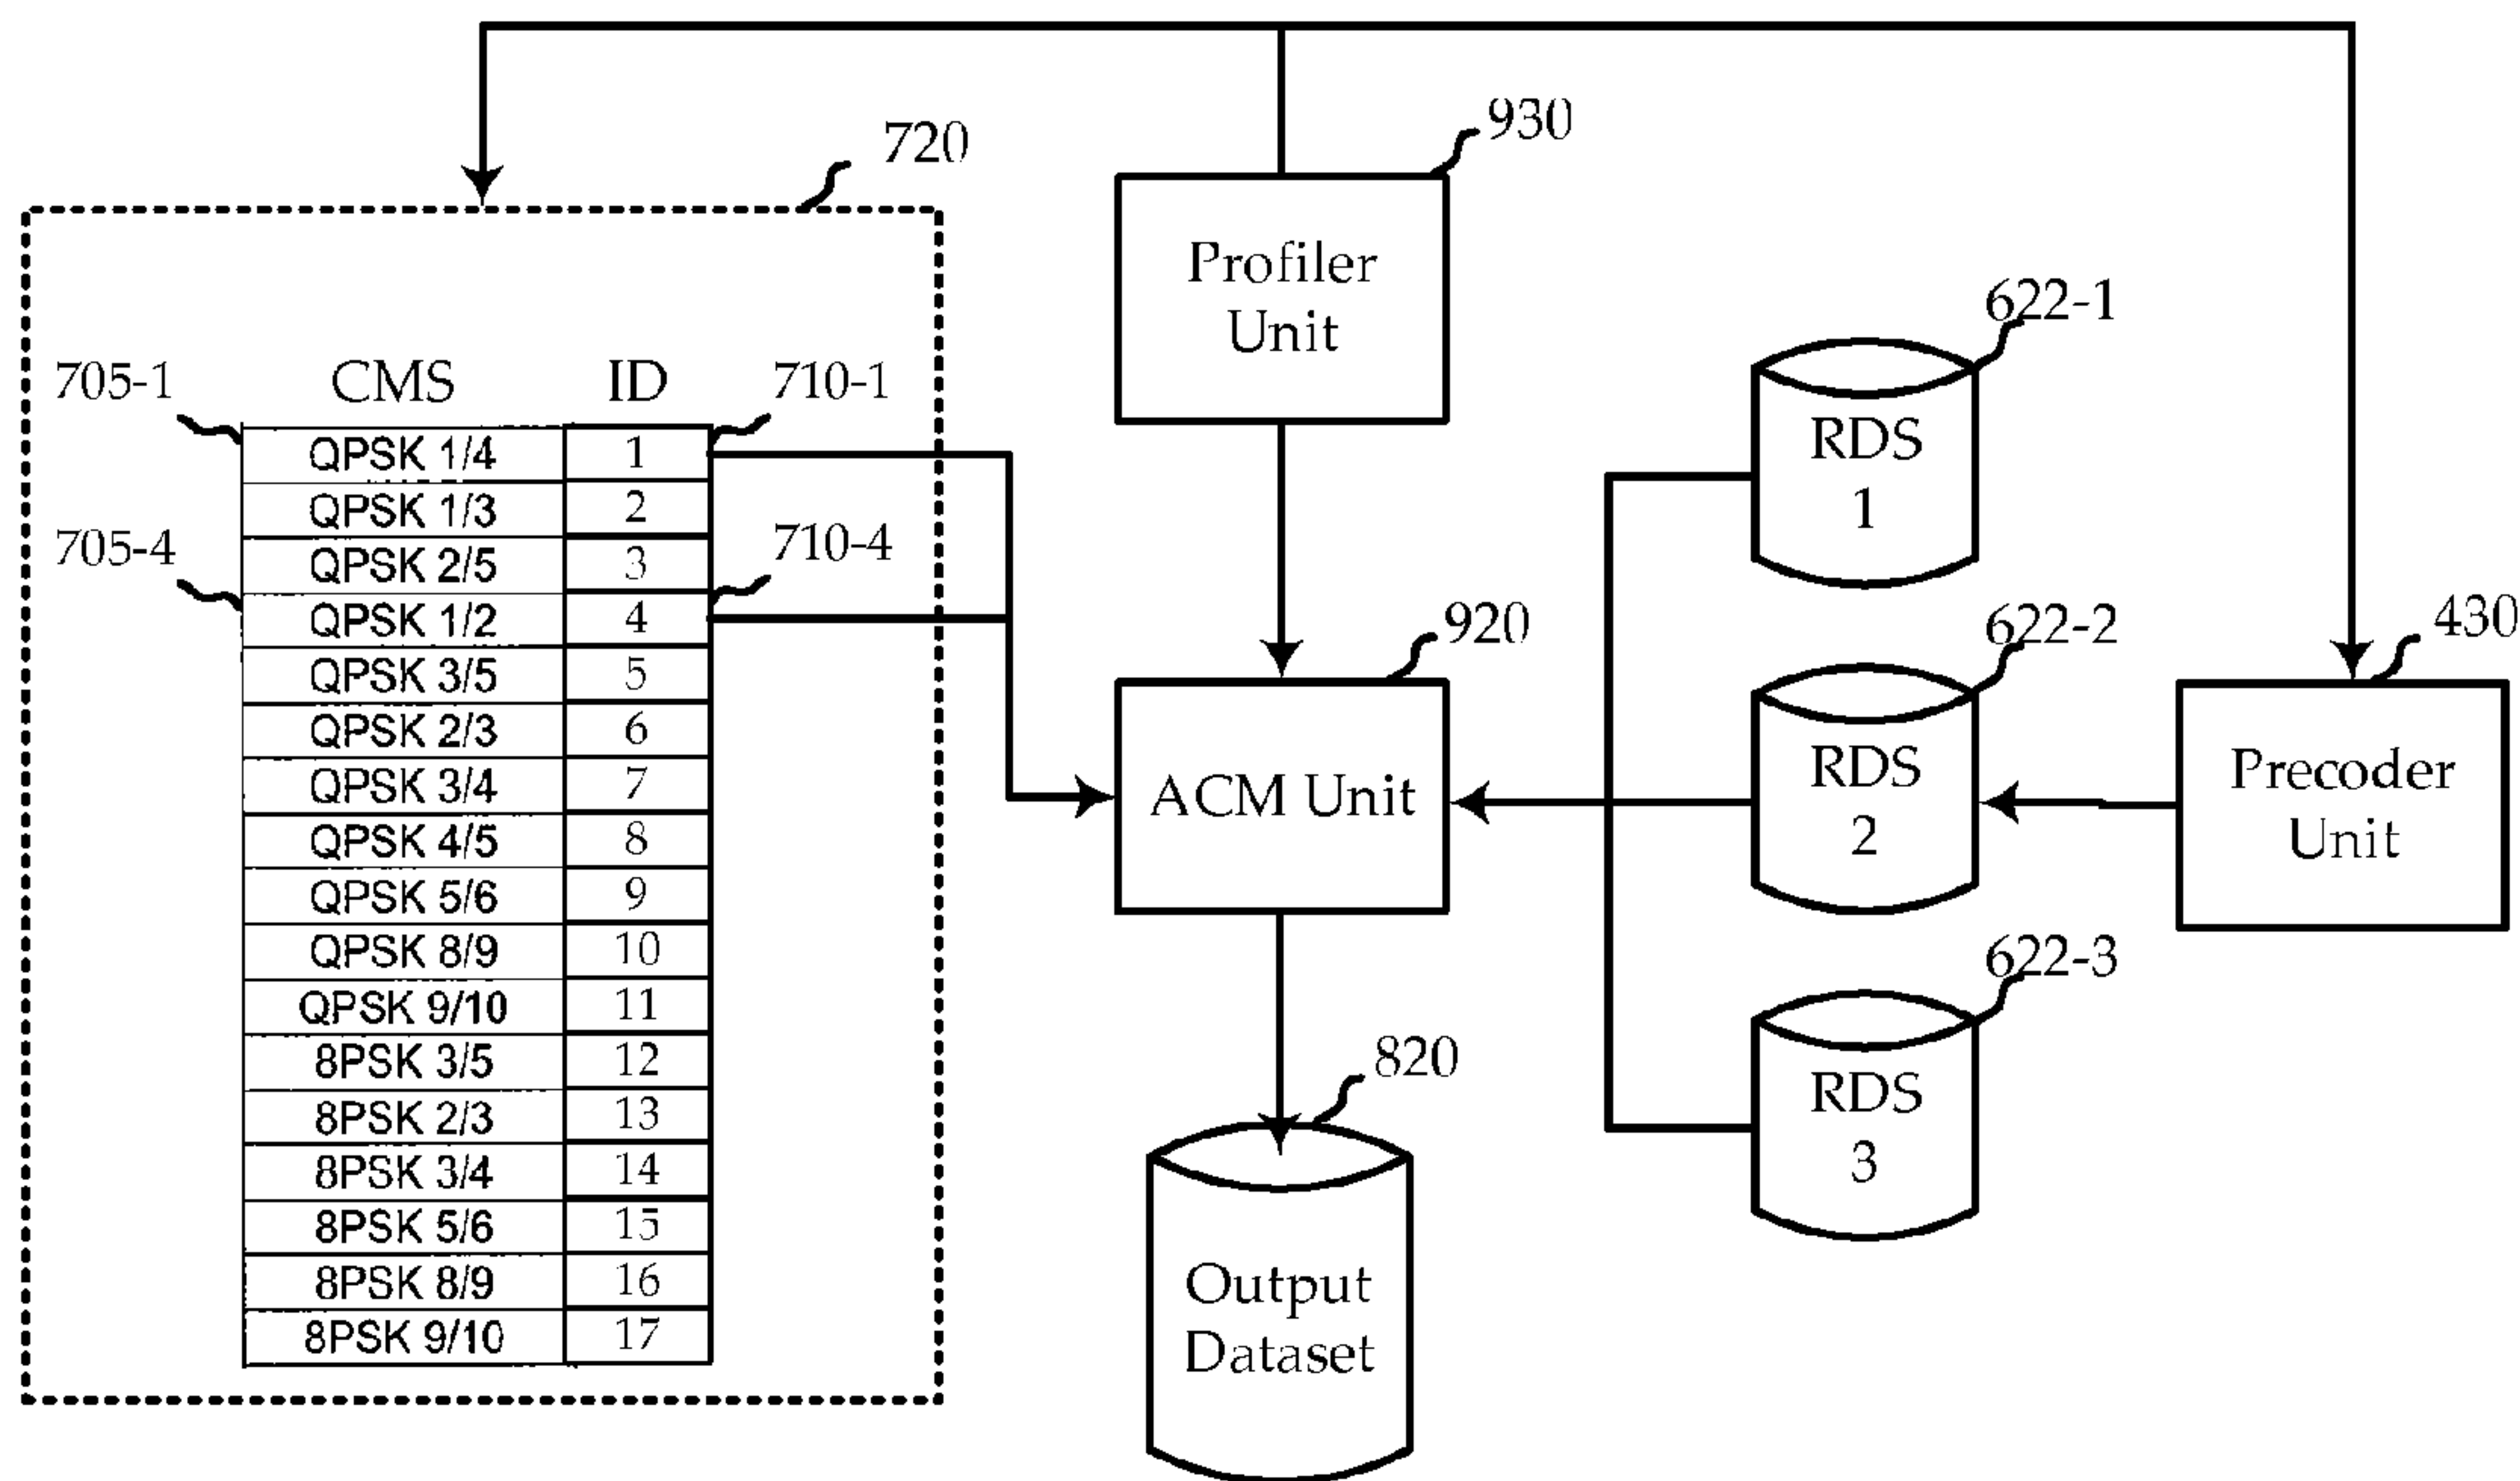 930
720
Profiler
Unit
622-1
705-1
CMS
ID
710-1
RDS
1
QPSK 1/4
1
QPSK 1/3
2
705-4
710-4
QPSK 2/5
3
QPSK 1/2
4
QPSK 3/5
5
QPSK 2/3
6
QPSK 3/4
7
QPSK 4/5
8
QPSK 5/6
9
QPSK 8/9
10
QPSK 9/10
11
8PSK 3/5
12
8PSK 2/3
13
8PSK 3/4
14
8PSK 5/6
15
8PSK 8/9
16
8PSK 9/10
17
920
ACM Unit
622-2
RDS
2
430
Precoder
Unit
622-3
RDS
3
820
Output
Dataset